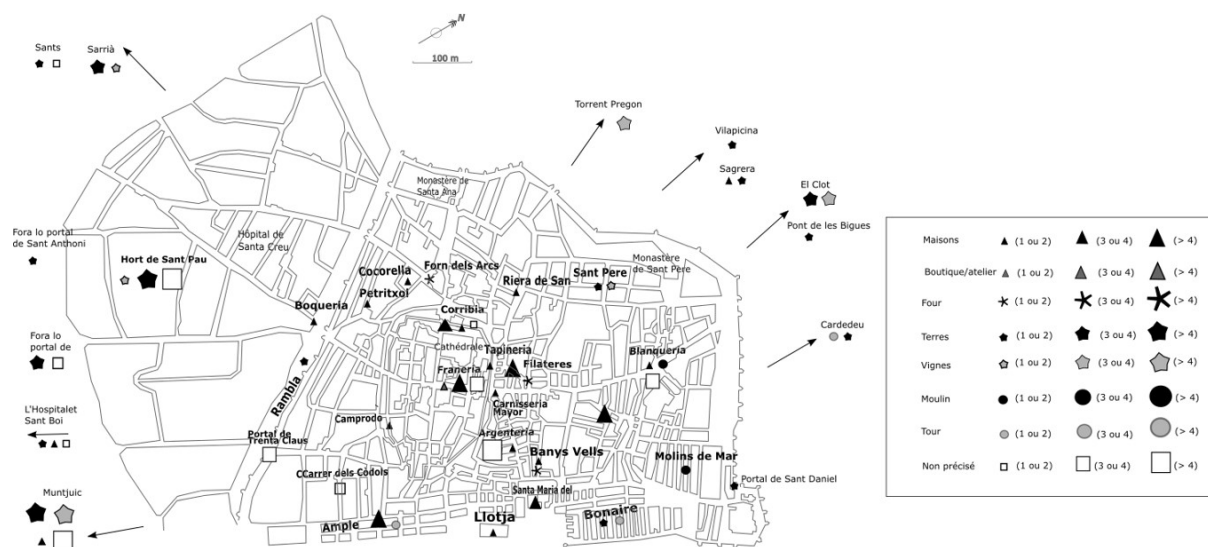 N
100 m
Sants
Sarrià
Torrent Pregon
Vilapicina
Sagrera
El Clot
Pont de les Bigues
Monastère de
Santa Ana
Hôpital de
Santa Creu
Monastère
de Sant Père
Fora lo portal
de Sant Anthoni
Hort de Sant Pau
Cocorella
Forn dels Arcs
Petritxol
Riera de San
Sant Pere
Boqueria
Corribia
Cathédrale
Tapineria
Filateres
Blanqueria
Franeria
Cardedeu
Fora lo
portal de
Rambla
Carnisseria
Mayor
L'Hospitalet
Sant Boi
Camprodo
Portal de
Trenta Claus
Argenteria
Banys Vells
Molins de Mar
CCarrer dels Còdols
Portal de Sant Daniel
Muntjuic
Santa Maria del
Ample
Llotja
Bonaire
Maisons (1 ou 2) (3 ou 4) (> 4)
Boutique/atelier (1 ou 2) (3 ou 4) (> 4)
Four (1 ou 2) (3 ou 4) (> 4)
Terres (1 ou 2) (3 ou 4) (> 4)
Vignes (1 ou 2) (3 ou 4) (> 4)
Moulin (1 ou 2) (3 ou 4) (> 4)
Tour (1 ou 2) (3 ou 4) (> 4)
Non précisé (1 ou 2) (3 ou 4) (> 4)